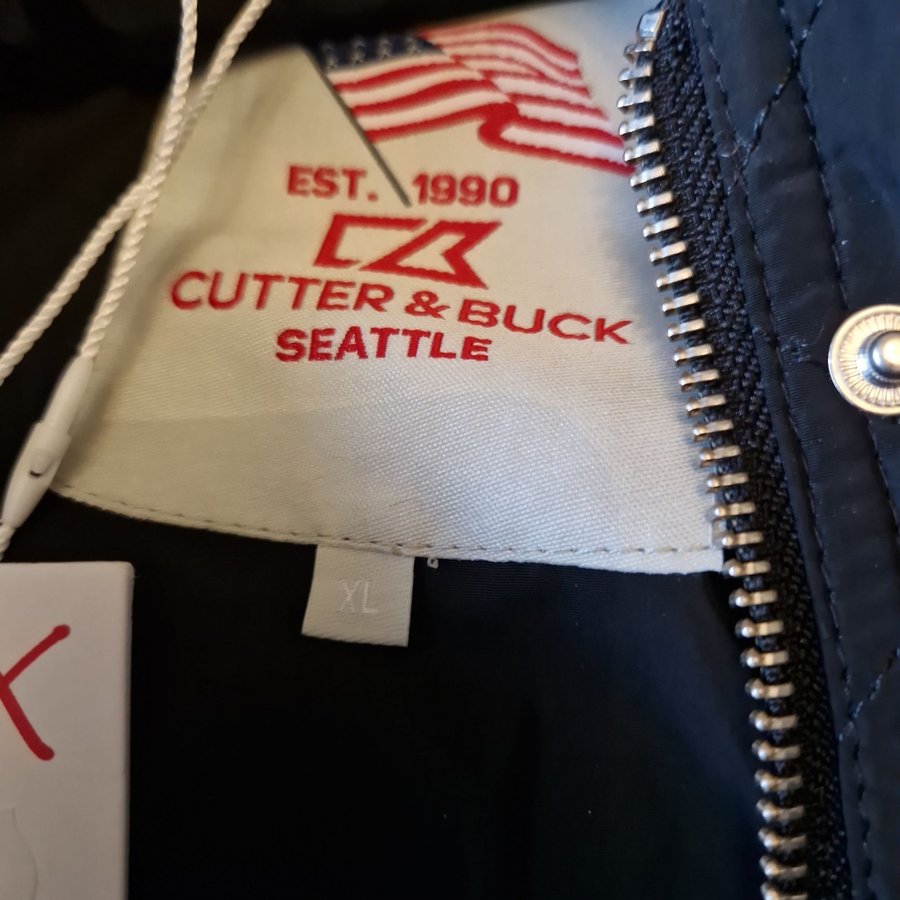 EST. 1990
CUTTER & BUCK
SEATTLE
XL